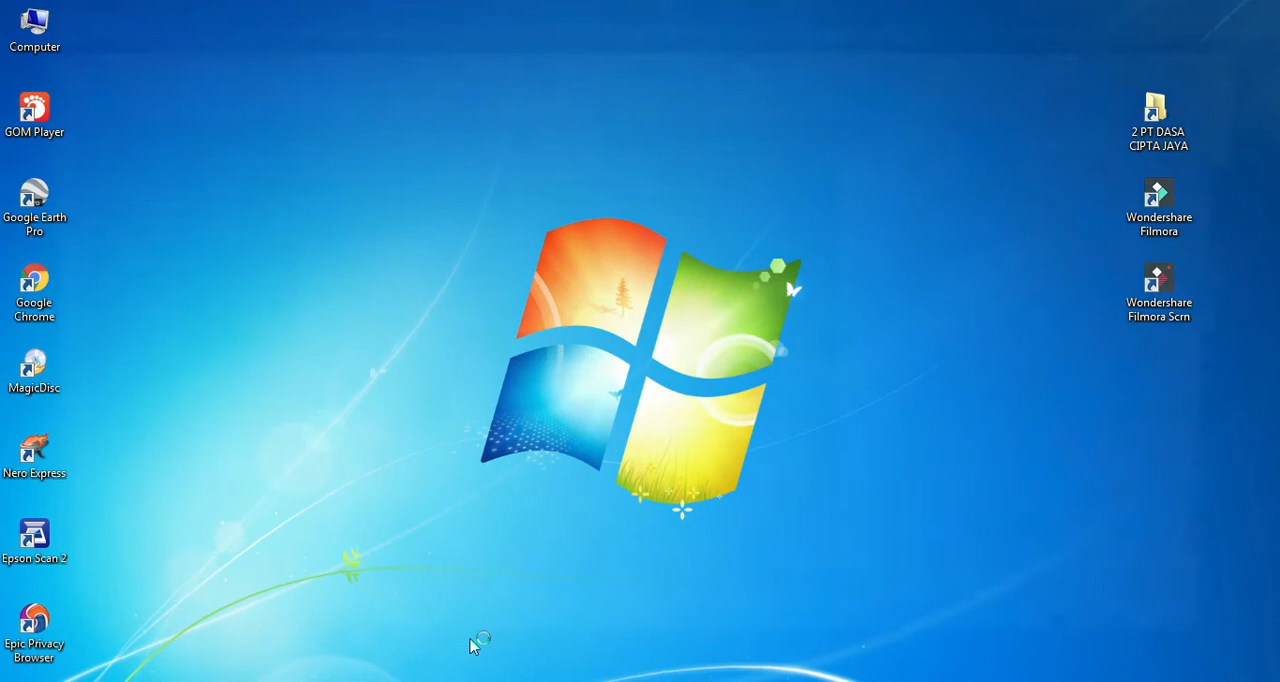 Computer
GOM Player
Google Earth
Pro
Google
Chrome
MagicDisc
Nero Express
Epson Scan 2
Epic Privacy
Browser
2 PT DASA
CIPTA JAYA
Wondershare
Filmora
Wondershare
Filmora Scrn